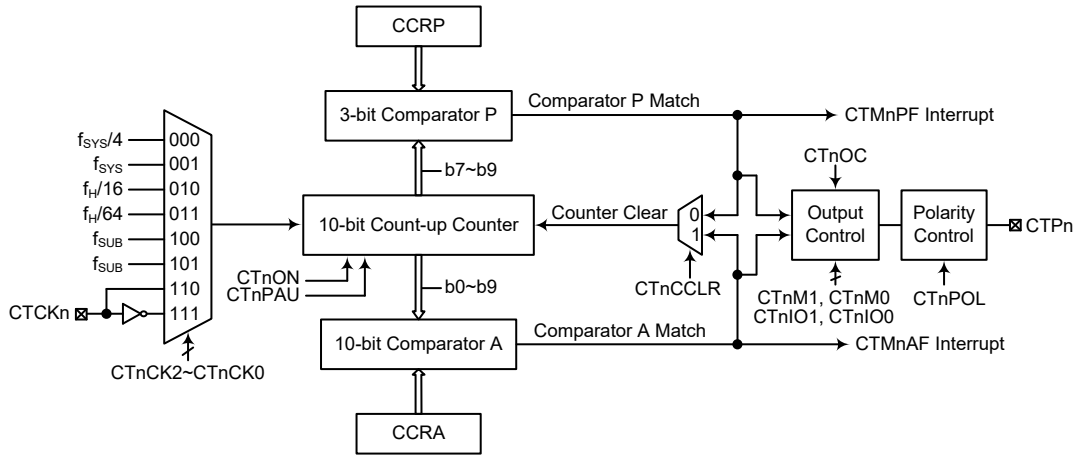 CCRP
3-bit Comparator P
Comparator P Match
CTMnPF Interrupt
fSYS/4
000
fSYS
001
fH/16
010
fH/64
011
fSUB
100
fSUB
101
110
CTCKn
111
CTnCK2~CTnCK0
b7~b9
10-bit Count-up Counter
Counter Clear
0
1
CTnCCLR
CTnOC
Output
Control
Polarity
Control
CTPn
CTnON
CTnPAU
b0~b9
CTnM1, CTnM0
CTnIO1, CTnIO0
CTnPOL
10-bit Comparator A
Comparator A Match
CTMnAF Interrupt
CCRA